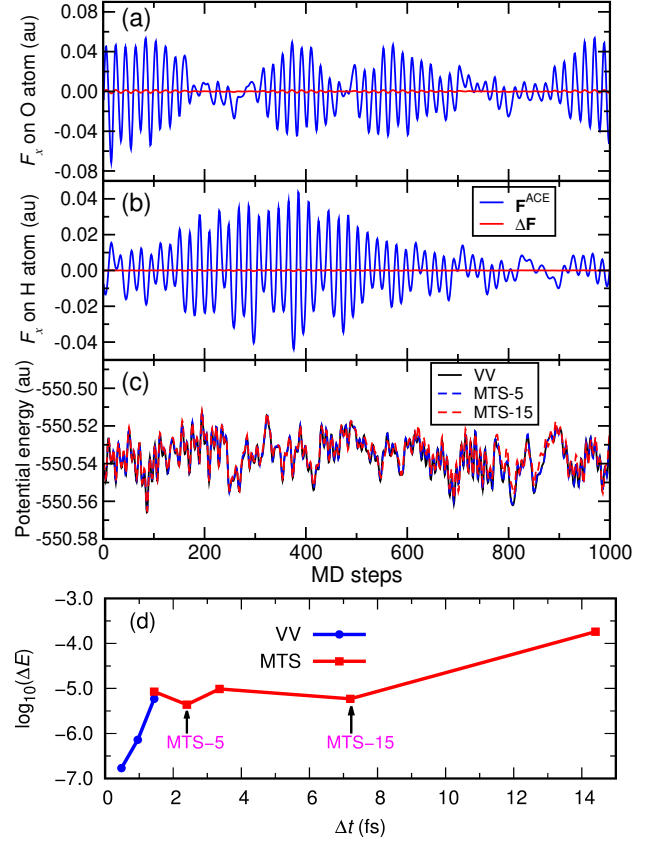 (a)
F_x on O atom (au)
0.08
0.04
0.00
-0.04
-0.08
(b)
F_x on H atom (au)
0.04
0.02
0.00
-0.02
-0.04
F^ACE
ΔF
(c)
Potential energy (au)
-550.50
-550.52
-550.54
-550.56
-550.58
VV
MTS-5
MTS-15
0 200 400 600 800 1000
MD steps
(d)
log10(ΔE)
−3.0
−4.0
−5.0
−6.0
−7.0
VV
MTS
MTS−5
MTS−15
0 2 4 6 8 10 12 14
Δt (fs)